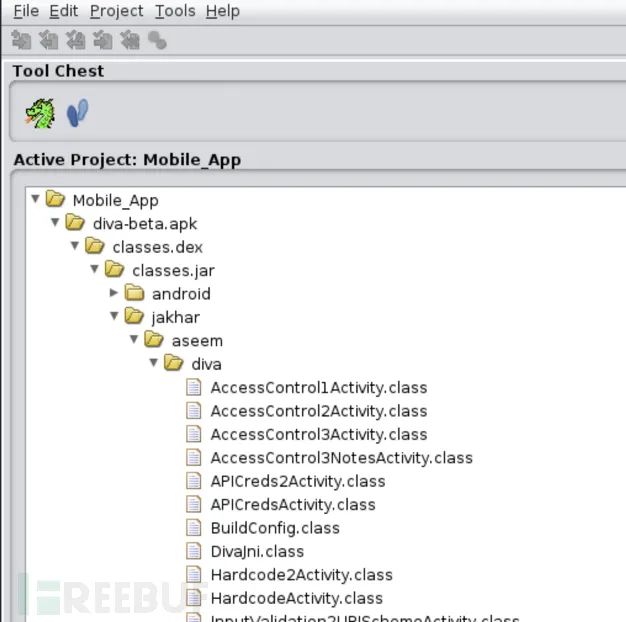 File Edit Project Tools Help
Tool Chest
Active Project: Mobile_App
Mobile_App
diva-beta.apk
classes.dex
classes.jar
android
jakhar
aseem
diva
AccessControl1Activity.class
AccessControl2Activity.class
AccessControl3Activity.class
AccessControl3NotesActivity.class
APICreds2Activity.class
APICredsActivity.class
BuildConfig.class
DivaJni.class
Hardcode2Activity.class
HardcodeActivity.class
InputValidation2URISchemeActivity.class
FREEBUF